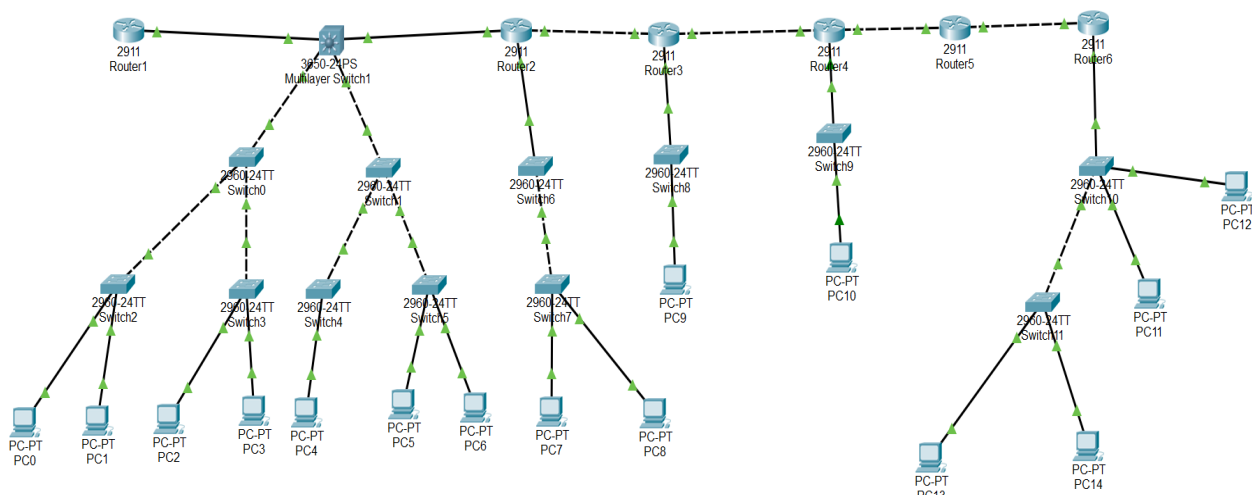 2911
Router1
3650-24PS
Multilayer Switch1
2911
Router2
2911
Router3
2911
Router4
2911
Router5
2911
Router6
2960-24TT
Switch0
2960-24TT
Switch1
2960-24TT
Switch6
2960-24TT
Switch8
2960-24TT
Switch9
2960-24TT
Switch10
PC-PT
PC12
2960-24TT
Switch2
2960-24TT
Switch3
2960-24TT
Switch4
2960-24TT
Switch5
2960-24TT
Switch7
PC-PT
PC9
PC-PT
PC10
2960-24TT
Switch11
PC-PT
PC11
PC-PT
PC0
PC-PT
PC1
PC-PT
PC2
PC-PT
PC3
PC-PT
PC4
PC-PT
PC5
PC-PT
PC6
PC-PT
PC7
PC-PT
PC8
PC-PT
PC13
PC-PT
PC14